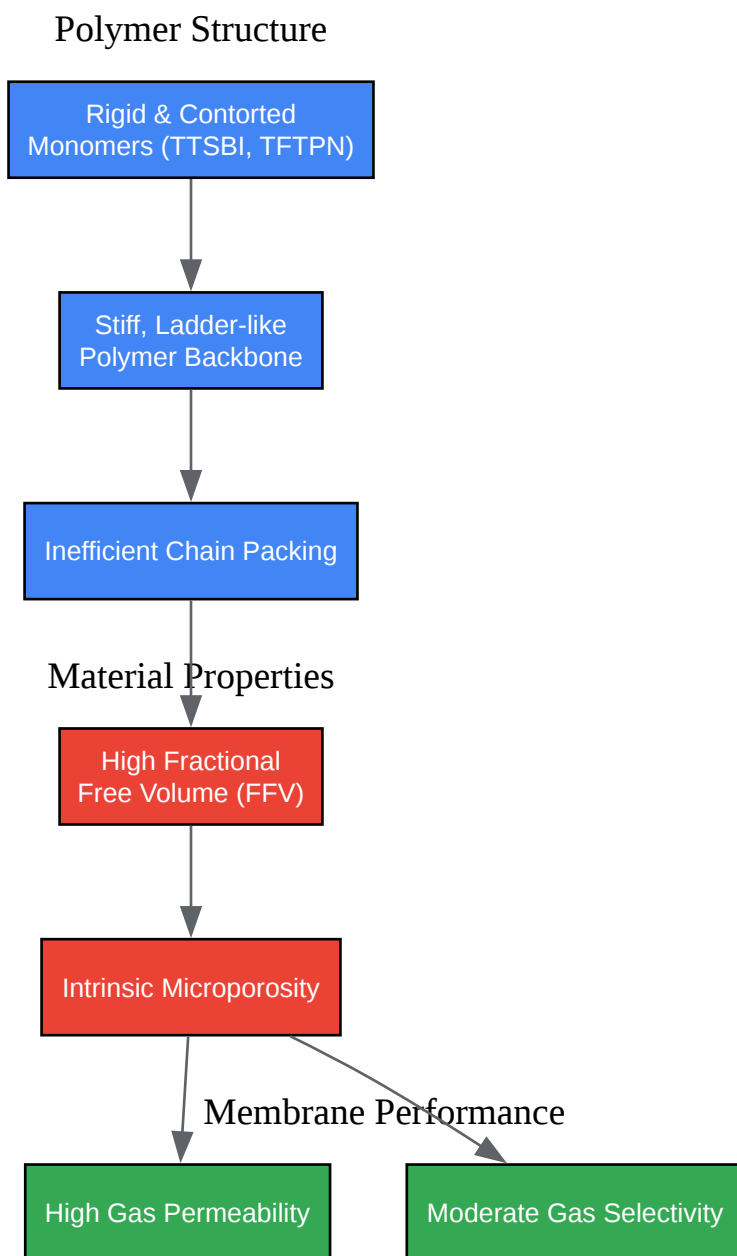 Polymer Structure
Rigid & Contorted
Monomers (TTSBI, TFTPN)
Stiff, Ladder-like
Polymer Backbone
Inefficient Chain Packing
Material Properties
High Fractional
Free Volume (FFV)
Intrinsic Microporosity
Membrane Performance
High Gas Permeability
Moderate Gas Selectivity